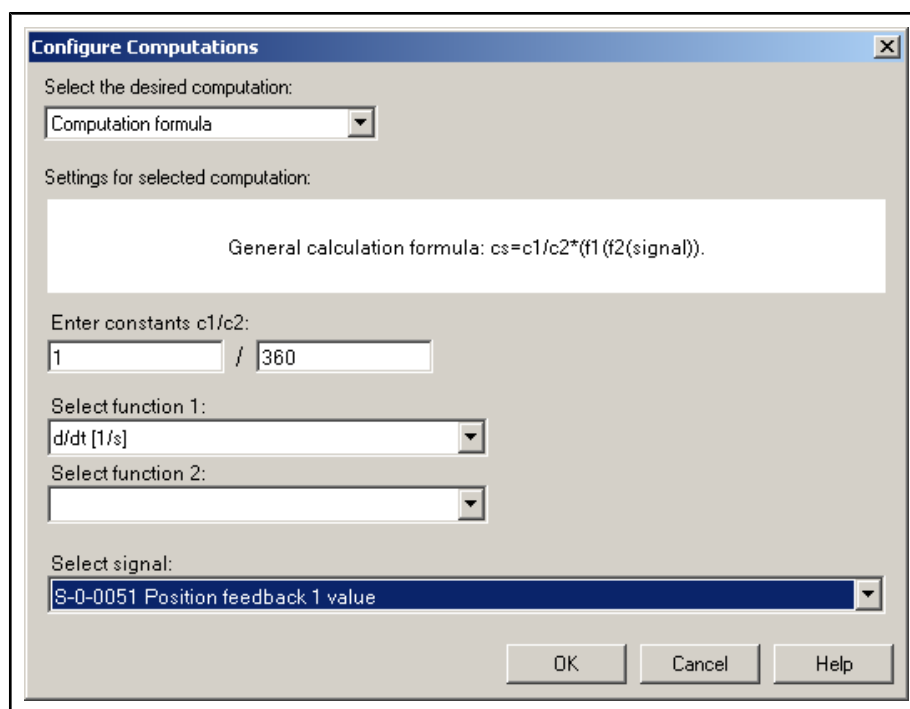 Configure Computations
Select the desired computation:
Computation formula
Settings for selected computation:
General calculation formula: cs=c1/c2*(f1(f2(signal)).
Enter constants c1/c2:
1 / 360
Select function 1:
d/dt [1/s]
Select function 2:
Select signal:
S-0-0051 Position feedback 1 value
OK Cancel Help